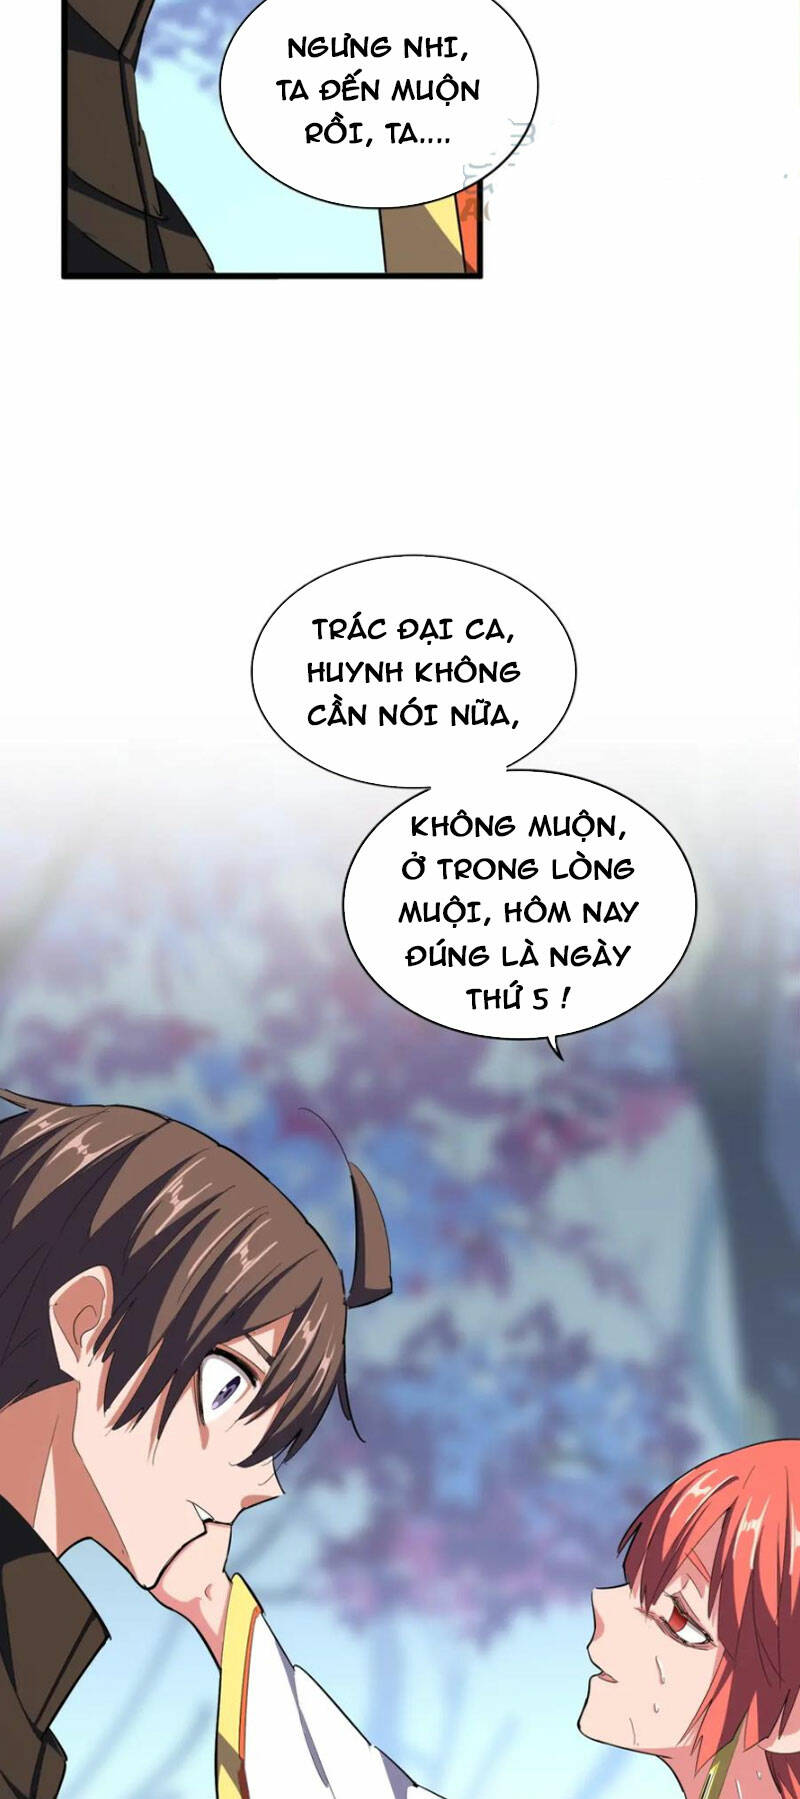 NGƯNG NHI,
TA ĐẾN MUỘN
RỒI, TA....
TRÁC ĐẠI CA,
HUYNH KHÔNG
CẦN NÓI NỮA,
KHÔNG MUỘN,
Ở TRONG LÒNG
MUỘI, HÔM NAY
ĐÚNG LÀ NGÀY
THỨ 5!